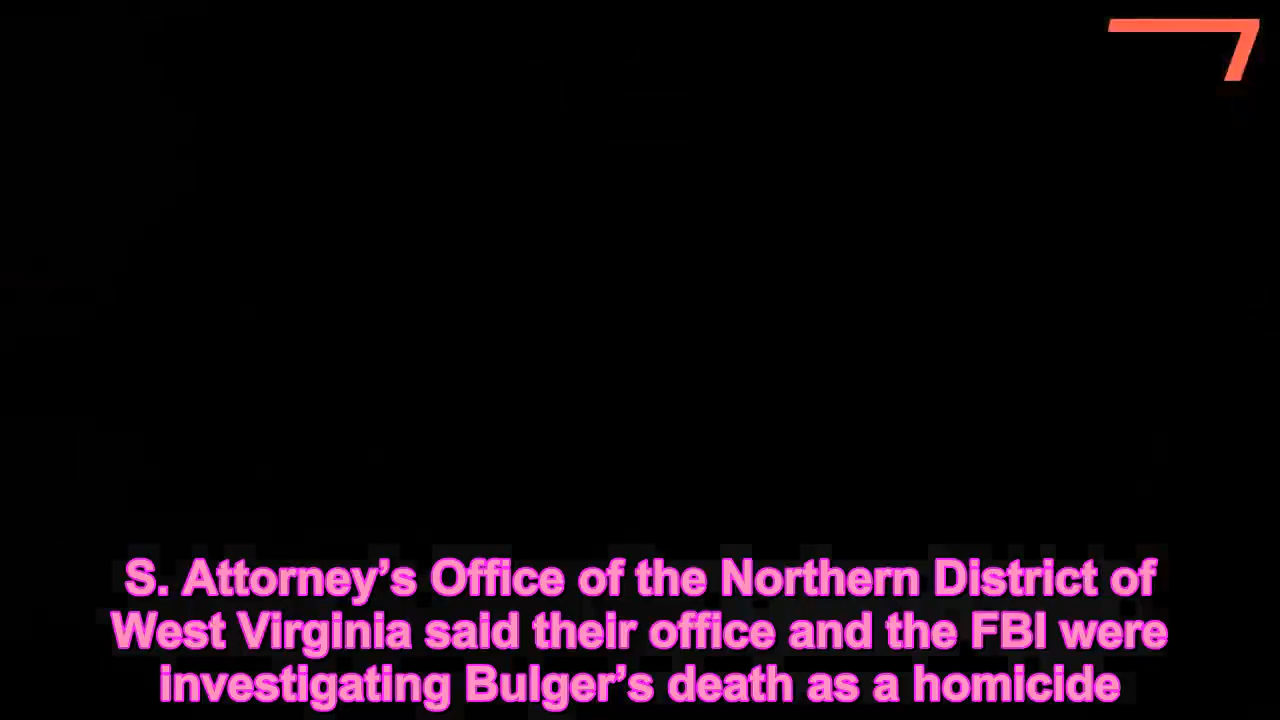 S. Attorney’s Office of the Northern District of
West Virginia said their office and the FBI were
investigating Bulger’s death as a homicide